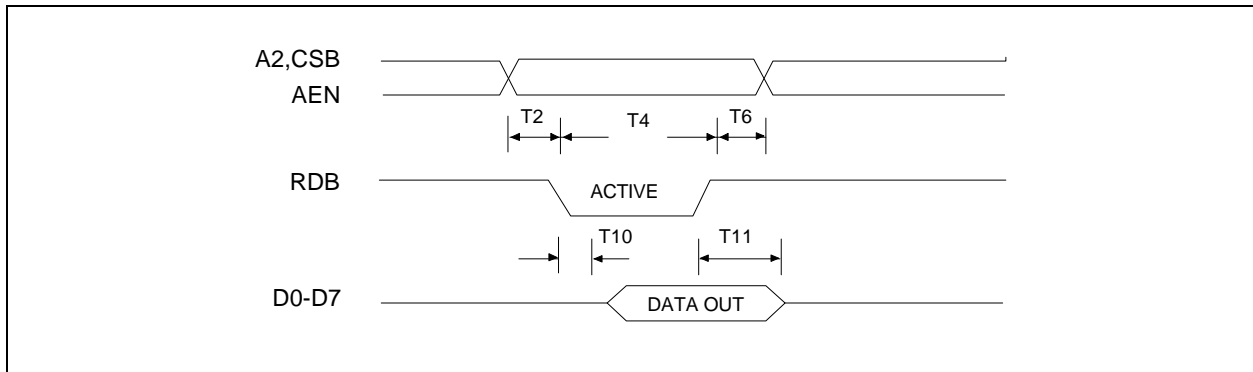 A2,CSB
AEN
T2
T4
T6
RDB
ACTIVE
T10
T11
D0-D7
DATA OUT